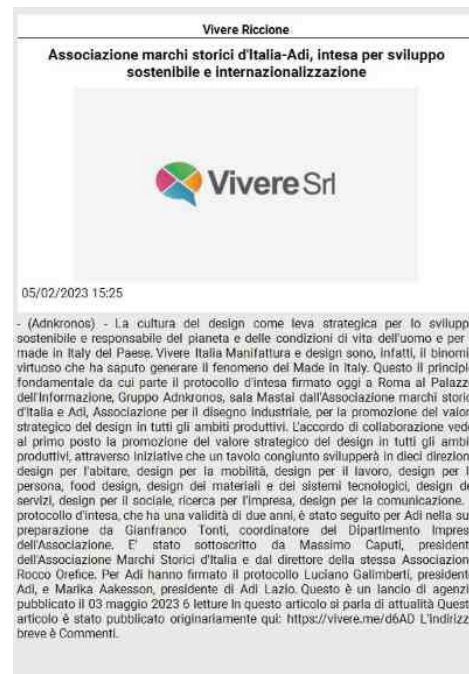 Vivere Riccione
Associazione marchi storici d'Italia-Adi, intesa per sviluppo
sostenibile e internazionalizzazione
Vivere Srl
05/02/2023 15:25
- (Adnkronos) - La cultura del design come leva strategica per lo svilupp
sostenibile e responsabile del pianeta e delle condizioni di vita dell'uomo e per
made in Italy del Paese. Vivere Italia Manifattura e design sono, infatti, il binomi
virtuoso che ha saputo generare il fenomeno del Made in Italy. Questo il principi
fondamentale da cui parte il protocollo d'intesa firmato oggi a Roma al Palazz
dell'Informazione, Gruppo Adnkronos, sala Mastai dall'Associazione marchi storic
d'Italia e Adi, Associazione per il disegno industriale, per la promozione del valor
strategico del design in tutti gli ambiti produttivi. L'accordo di collaborazione ved
al primo posto la promozione del valore strategico del design in tutti gli ambi
produttivi, attraverso iniziative che un tavolo congiunto svilupperà in dieci direzion
design per l'abitare, design per la mobilità, design per il lavoro, design per l
persona, food design, design dei materiali e dei sistemi tecnologici, design de
servizi, design per il sociale, ricerca per l'impresa, design per la comunicazione.
protocollo d'intesa, che ha una validità di due anni, è stato seguito per Adi nella su
preparazione da Gianfranco Tonti, coordinatore del Dipartimento Impres
dell'Associazione. E' stato sottoscritto da Massimo Caputi, president
dell'Associazione Marchi Storici d'Italia e dal direttore della stessa Association
Rocco Orefice. Per Adi hanno firmato il protocollo Luciano Galimberti, president
Adi, e Marika Aakesson, presidente di Adi Lazio. Questo è un lancio di agenzi
pubblicato il 03 maggio 2023 6 letture In questo articolo si parla di attualità Quest
articolo è stato pubblicato originariamente qui: https://vivere.me/d6AD L'indirizz
breve è Commenti.